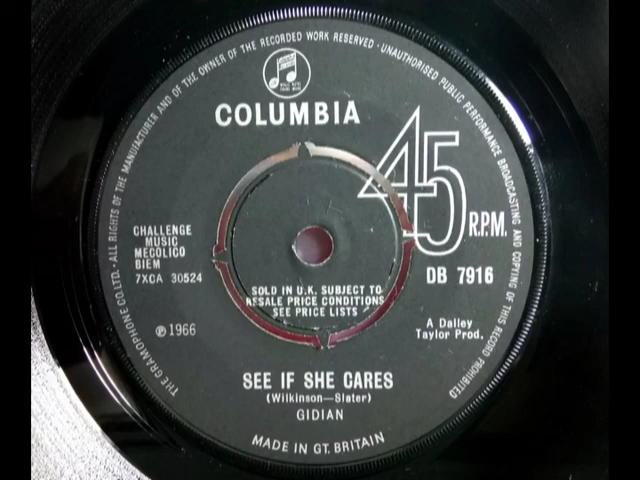 THE GRAMOPHONE CO. LTD. · ALL RIGHTS OF THE MANUFACTURER AND OF THE OWNER OF THE RECORDED WORK RESERVED · UNAUTHORISED PUBLIC PERFORMANCE BROADCASTING AND COPYING OF THIS RECORD PROHIBITED
COLUMBIA
45
R.P.M.
CHALLENGE
MUSIC
MECOLICO
BIEM
7XCA 30524
DB 7916
SOLD IN U.K. SUBJECT TO
RESALE PRICE CONDITIONS
SEE PRICE LISTS
℗ 1966
A Dailey
Taylor Prod.
SEE IF SHE CARES
(Wilkinson—Slater)
GIDIAN
MADE IN GT. BRITAIN